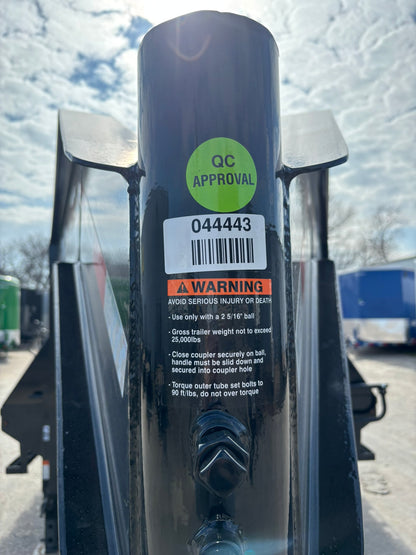 QC
APPROVAL
044443
WARNING
AVOID SERIOUS INJURY OR DEATH
- Use only with a 2 5/16" ball
- Gross trailer weight not to exceed
25,000lbs
- Close coupler securely on ball,
handle must be slid down and
secured into coupler hole
- Torque outer tube set bolts to
90 ft/lbs, do not over torque